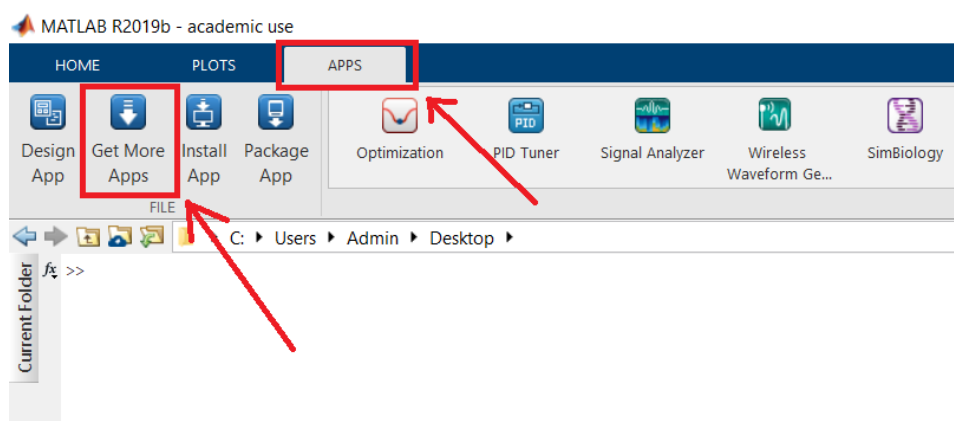 MATLAB R2019b - academic use
HOME PLOTS APPS
Design App
Get More Apps
Install App
Package App
Optimization
PID
PID Tuner
Signal Analyzer
Wireless Waveform Ge...
SimBiology
FILE
C: Users Admin Desktop
Current Folder
fx >>